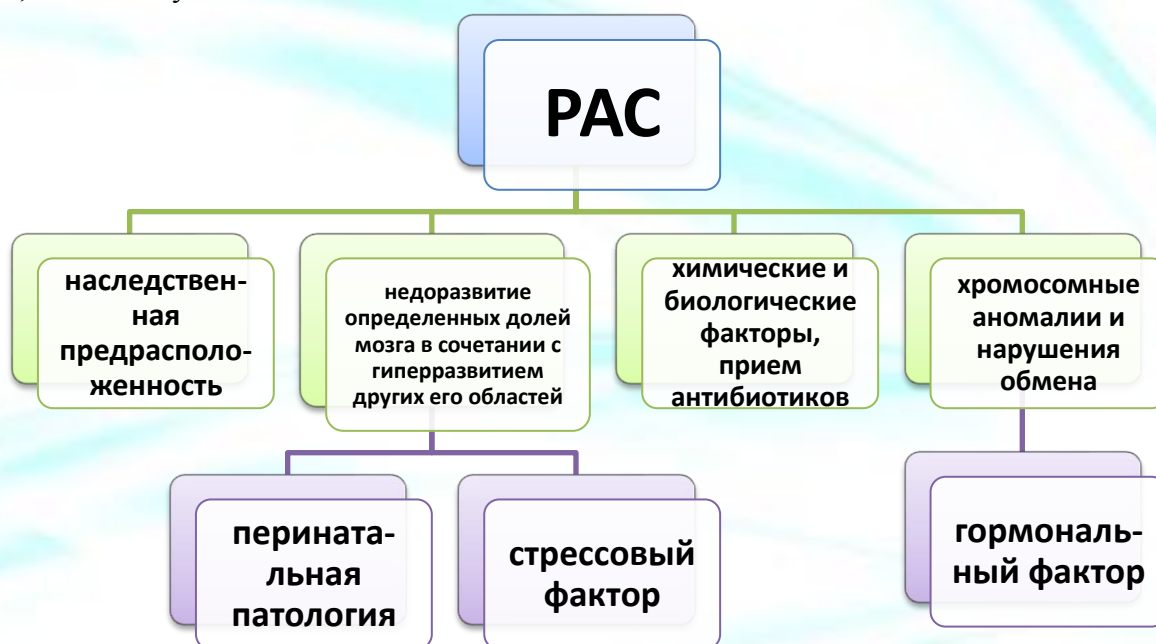 РАС
наследствен-
ная
предрасполо-
женность
недоразвитие
определенных долей
мозга в сочетании с
гиперразвитием
других его областей
химические и
биологические
факторы,
прием
антибиотиков
хромосомные
аномалии и
нарушения
обмена
перината-
льная
патология
стрессовый
фактор
гормональ-
ный фактор